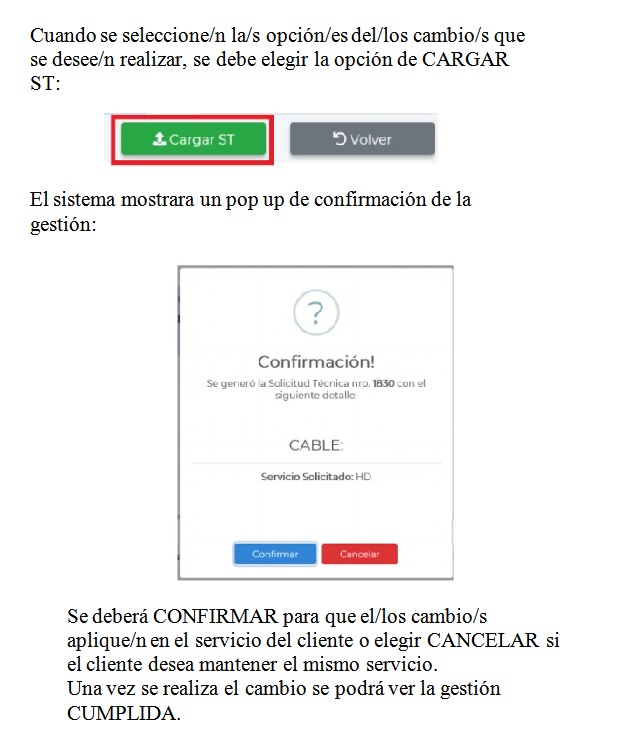 Cuando se seleccione/n la/s opción/es del/los cambio/s que
se desee/n realizar, se debe elegir la opción de CARGAR
ST:
Cargar ST
Volver
El sistema mostrara un pop up de confirmación de la
gestión:
?
Confirmación!
Se generó la Solicitud Técnica nro. 1830 con el
siguiente detalle:
CABLE:
Servicio Solicitado: HD
Confirmar
Cancelar
Se deberá CONFIRMAR para que el/los cambio/s
aplique/n en el servicio del cliente o elegir CANCELAR si
el cliente desea mantener el mismo servicio.
Una vez se realiza el cambio se podrá ver la gestión
CUMPLIDA.